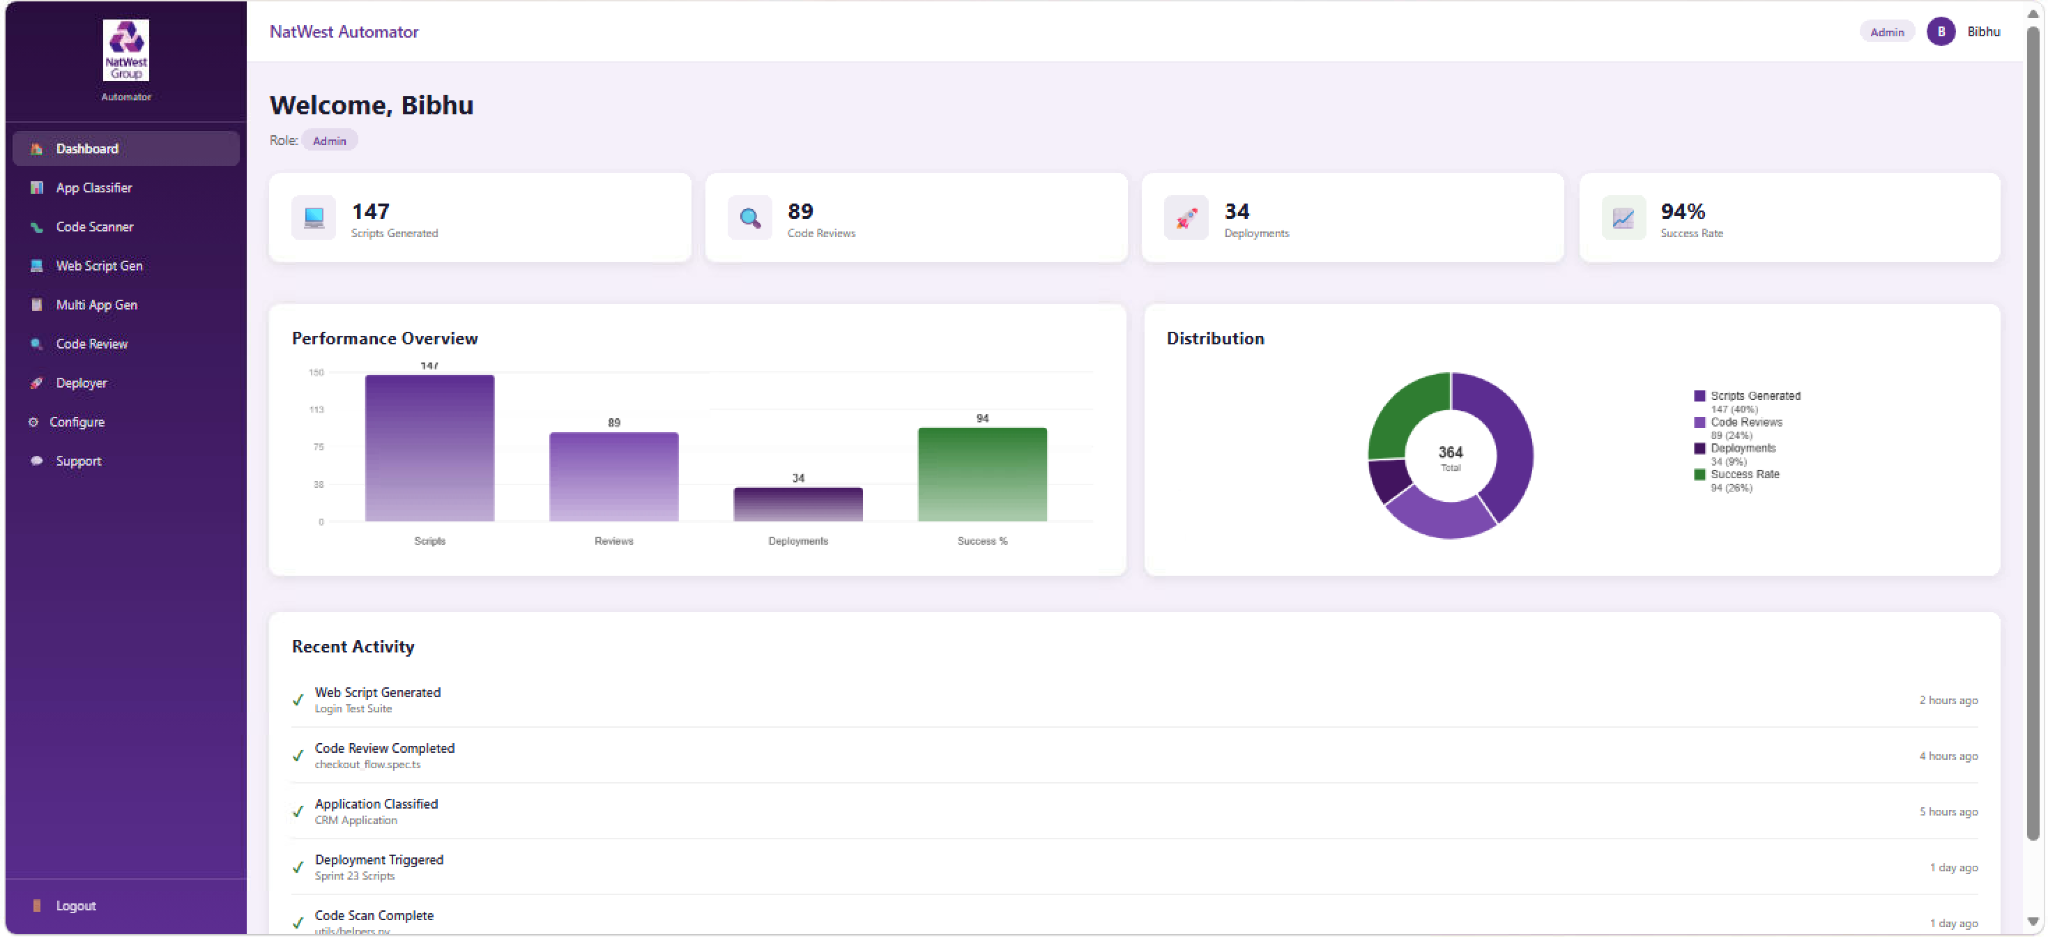 NatWest
Group
Automator
Dashboard
App Classifier
Code Scanner
Web Script Gen
Multi App Gen
Code Review
Deployer
Configure
Support
Logout
NatWest Automator
Admin
B
Bibhu
Welcome, Bibhu
Role: Admin
147
Scripts Generated
89
Code Reviews
34
Deployments
94%
Success Rate
Performance Overview
150
113
75
38
0
147
89
34
94
Scripts
Reviews
Deployments
Success %
Distribution
364
Total
Scripts Generated
147 (40%)
Code Reviews
89 (24%)
Deployments
34 (9%)
Success Rate
94 (26%)
Recent Activity
Web Script Generated
Login Test Suite
2 hours ago
Code Review Completed
checkout_flow.spec.ts
4 hours ago
Application Classified
CRM Application
5 hours ago
Deployment Triggered
Sprint 23 Scripts
1 day ago
Code Scan Complete
utils/helpers.py
1 day ago